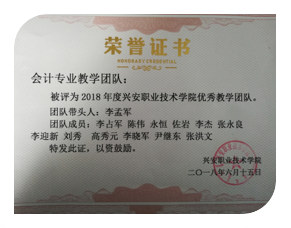 荣誉证书
HONORARY CREDENTIAL
会计专业教学团队：
被评为2018年度兴安职业技术学院优秀教学团队。
团队带头人：李孟军
团队成员：李占军 陈伟 永恒 佐岩 李杰 张永良
李迎新 刘秀 高秀元 李晓军 尹继东 张洪文
特发此证，以资鼓励。
兴安职业技术学院
二〇一八年六月十五日